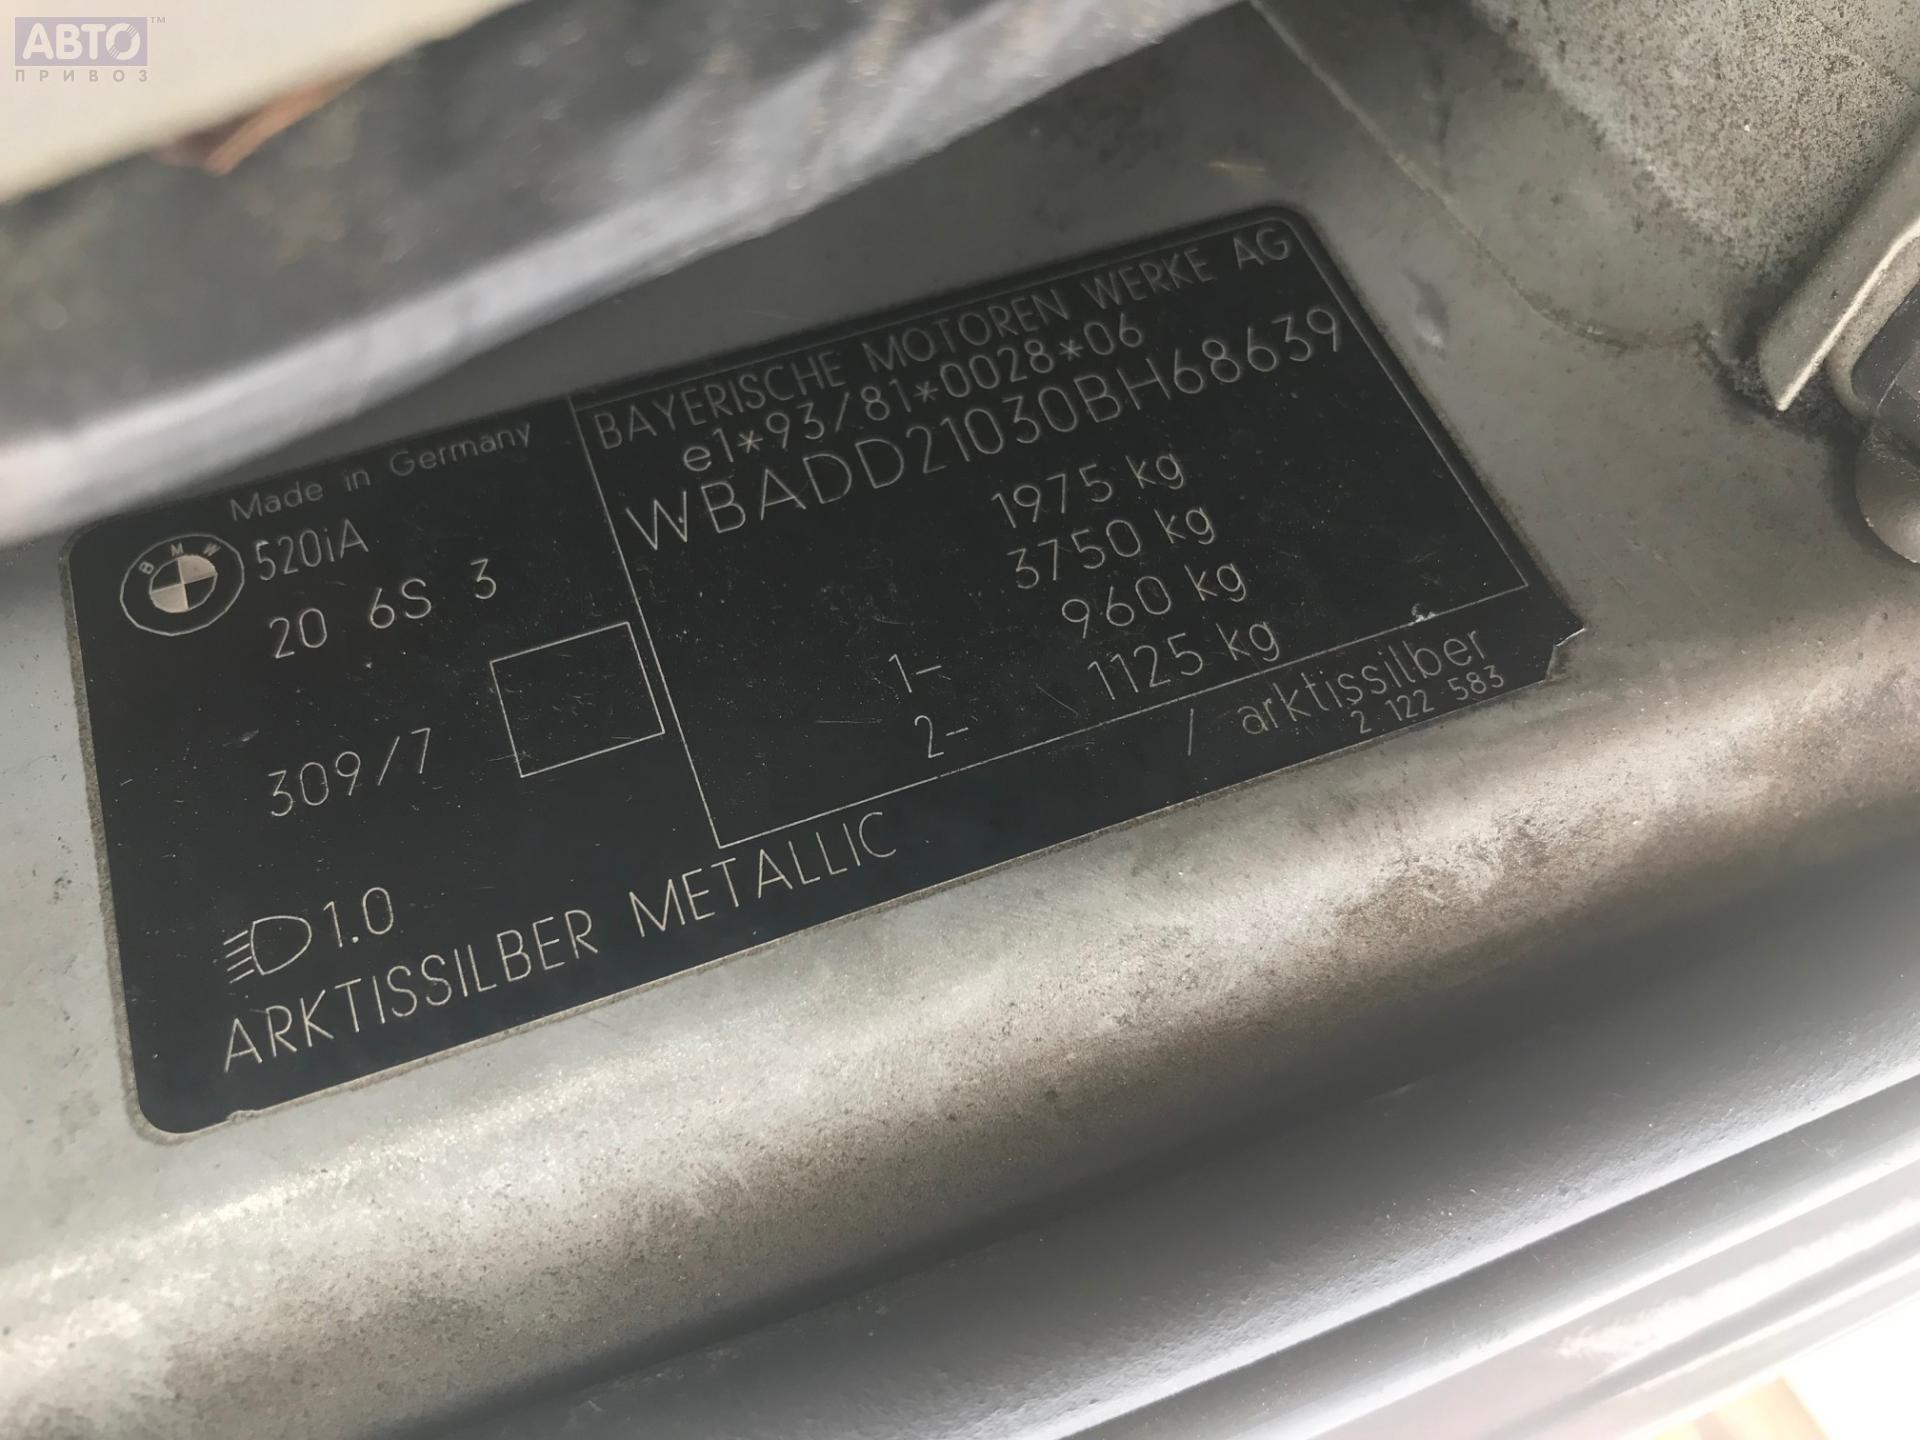 АВТО™
ПРИВОЗ
Made in Germany
BMW
520iA
20 6S 3
309/7
1.0
BAYERISCHE MOTOREN WERKE AG
e1*93/81*0028*06
WBADD21030BH68639
1975 kg
3750 kg
1- 960 kg
2- 1125 kg
ARKTISSILBER METALLIC / arktissilber
2 122 583